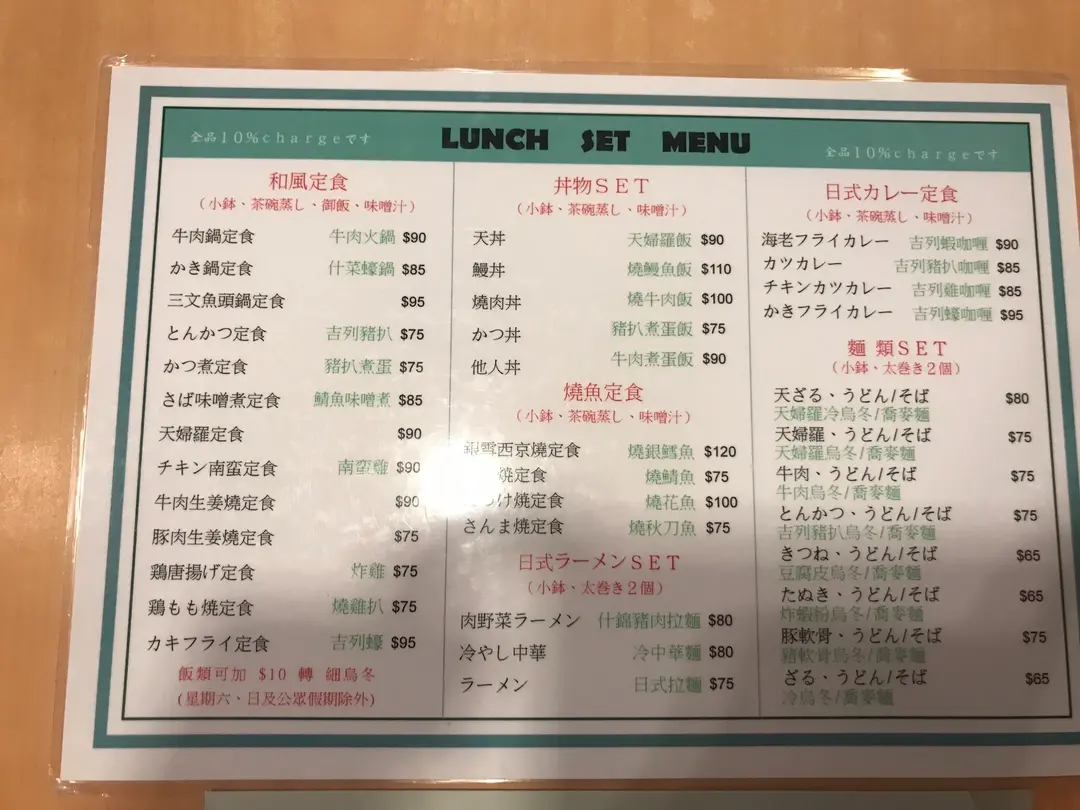 全品10%chargeです
LUNCH SET MENU
全品10%chargeです
和風定食
(小鉢、茶碗蒸し、御飯、味噌汁)
牛肉鍋定食 牛肉火鍋 $90
かき鍋定食 什菜蠔鍋 $85
三文魚頭鍋定食 $95
とんかつ定食 吉列豬扒 $75
かつ煮定食 豬扒煮蛋 $75
さば味噌煮定食 鯖魚味噌煮 $85
天婦羅定食 $90
チキン南蛮定食 南蛮雞 $90
牛肉生姜燒定食 $90
豚肉生姜燒定食 $75
鶏唐揚げ定食 炸雞 $75
鶏もも燒定食 燒雞扒 $75
カキフライ定食 吉列蠔 $95
飯類可加 $10 轉 細烏冬
(星期六、日及公眾假期除外)
丼物SET
(小鉢、茶碗蒸し、味噌汁)
天丼 天婦羅飯 $90
鰻丼 燒鰻魚飯 $110
燒肉丼 燒牛肉飯 $100
かつ丼 豬扒煮蛋飯 $75
他人丼 牛肉煮蛋飯 $90
燒魚定食
(小鉢、茶碗蒸し、味噌汁)
銀雪西京燒定食 燒銀鱈魚 $120
燒定食 燒鯖魚 $75
っけ燒定食 燒花魚 $100
さんま燒定食 燒秋刀魚 $75
日式ラーメンSET
(小鉢、太巻き2個)
肉野菜ラーメン 什錦豬肉拉麵 $80
冷やし中華 冷中華麵 $80
ラーメン 日式拉麵 $75
日式カレー定食
(小鉢、茶碗蒸し、味噌汁)
海老フライカレー 吉列蝦咖喱 $90
カツカレー 吉列豬扒咖喱 $85
チキンカツカレー 吉列雞咖喱 $85
かきフライカレー 吉列蠔咖喱 $95
麵 類SET
(小鉢、太巻き2個)
天ざる、うどん/そば $80
天婦羅冷烏冬/喬麥麵
天婦羅、うどん/そば $75
天婦羅烏冬/喬麥麵
牛肉、うどん/そば $75
牛肉烏冬/喬麥麵
とんかつ、うどん/そば $75
吉列豬扒烏冬/喬麥麵
きつね、うどん/そば $65
豆腐皮烏冬/喬麥麵
たぬき、うどん/そば $65
炸蝦粉烏冬/喬麥麵
豚軟骨、うどん/そば $75
豬軟骨烏冬/喬麥麵
ざる、うどん/そば $65
冷烏冬/喬麥麵